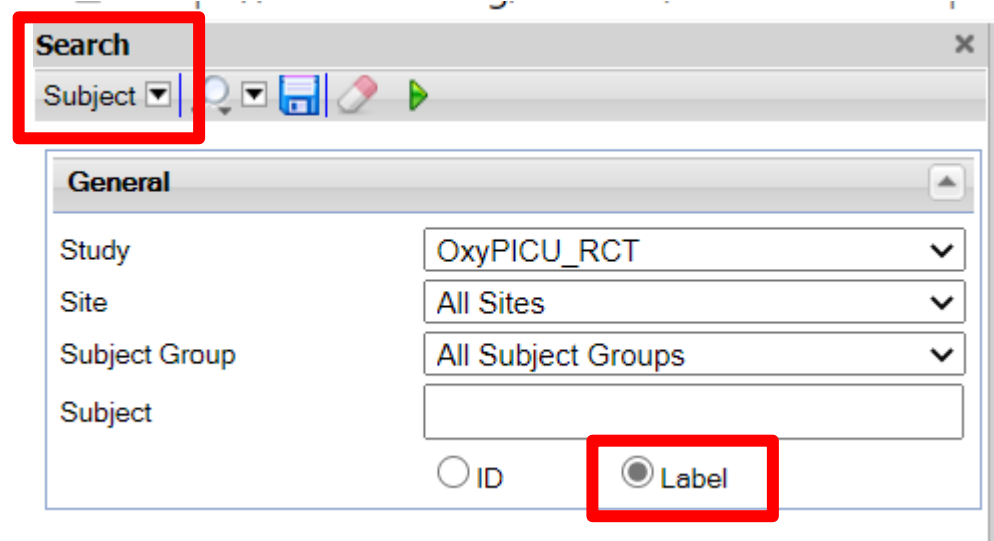 Search
Subject
General
Study OxyPICU_RCT
Site All Sites
Subject Group All Subject Groups
Subject
ID Label